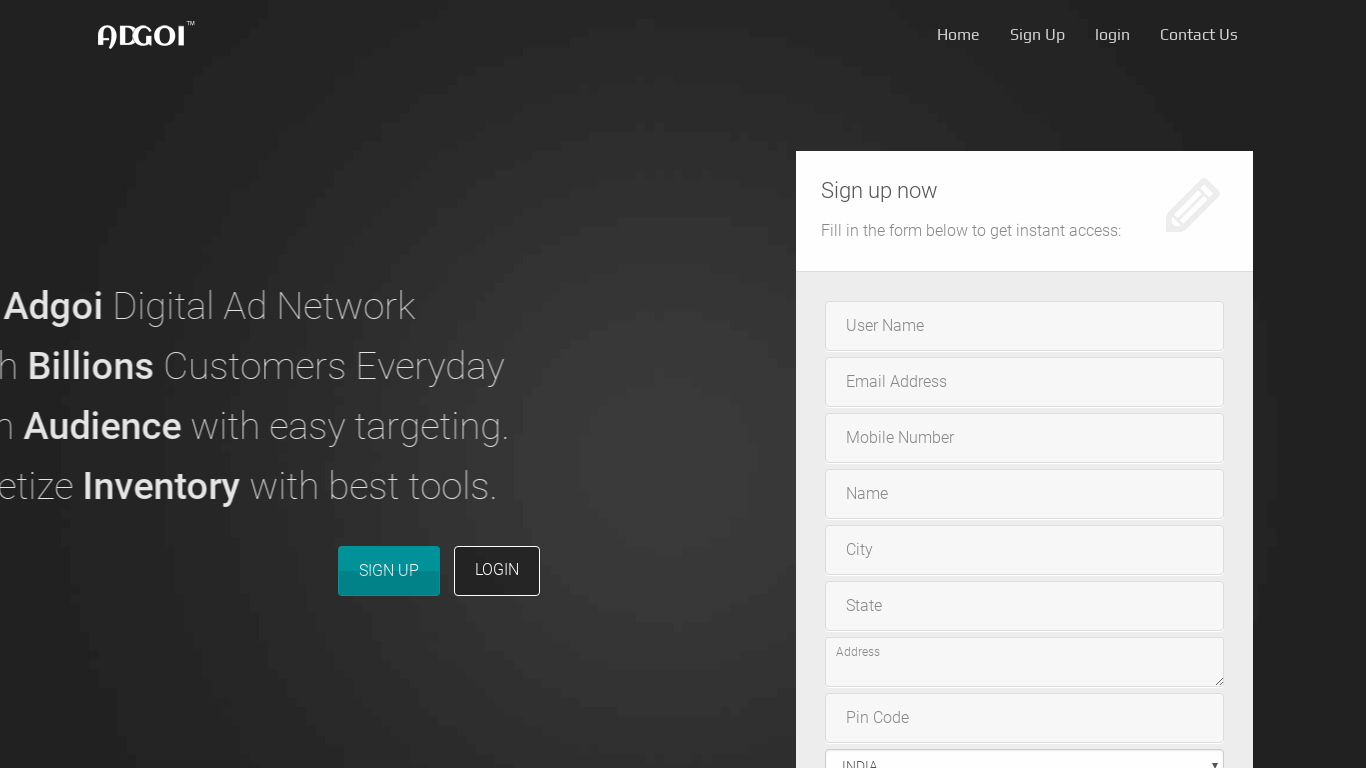 ADGOI™
Home
Sign Up
login
Contact Us
Sign up now
Fill in the form below to get instant access:
Adgoi Digital Ad Network
Billions Customers Everyday
Audience with easy targeting.
Inventory with best tools.
SIGN UP
LOGIN
User Name
Email Address
Mobile Number
Name
City
State
Address
Pin Code
INDIA